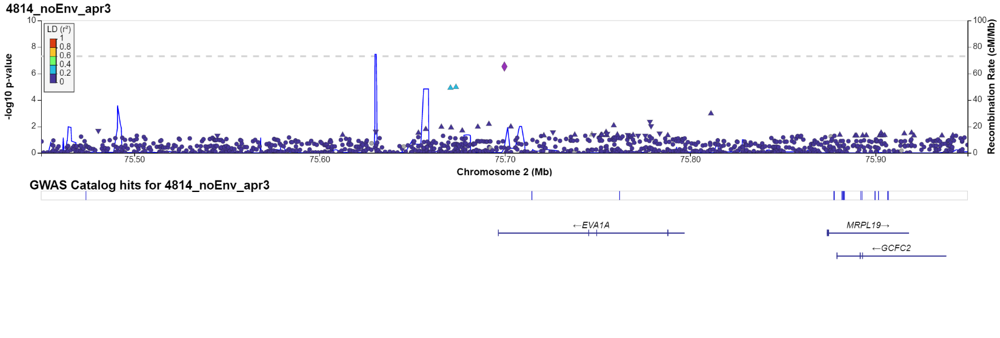 4814_noEnv_apr3
10
8
6
4
2
0
-log10 p-value
LD (r²)
1
0.8
0.6
0.4
0.2
0
100
80
60
40
20
0
Recombination Rate (cM/Mb)
75.50
75.60
75.70
75.80
75.90
Chromosome 2 (Mb)
GWAS Catalog hits for 4814_noEnv_apr3
←EVA1A
MRPL19→
←GCFC2